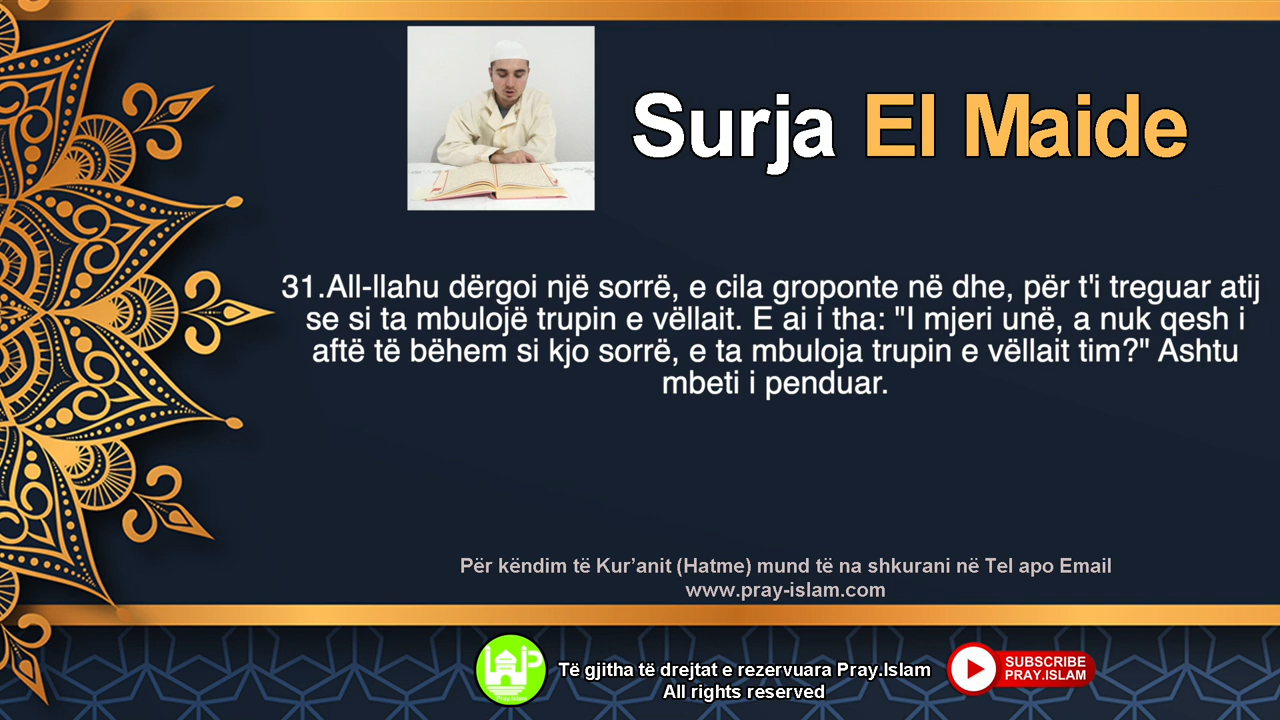 Surja El Maide
31.All-llahu dërgoi një sorrë, e cila groponte në dhe, për t'i treguar atij
se si ta mbulojë trupin e vëllait. E ai i tha: "I mjeri unë, a nuk qesh i
aftë të bëhem si kjo sorrë, e ta mbuloja trupin e vëllait tim?" Ashtu
mbeti i penduar.
Për këndim të Kur’anit (Hatme) mund të na shkurani në Tel apo Email
www.pray-islam.com
Pray.Islam
Të gjitha të drejtat e rezervuara Pray.Islam
All rights reserved
SUBSCRIBE
PRAY.ISLAM